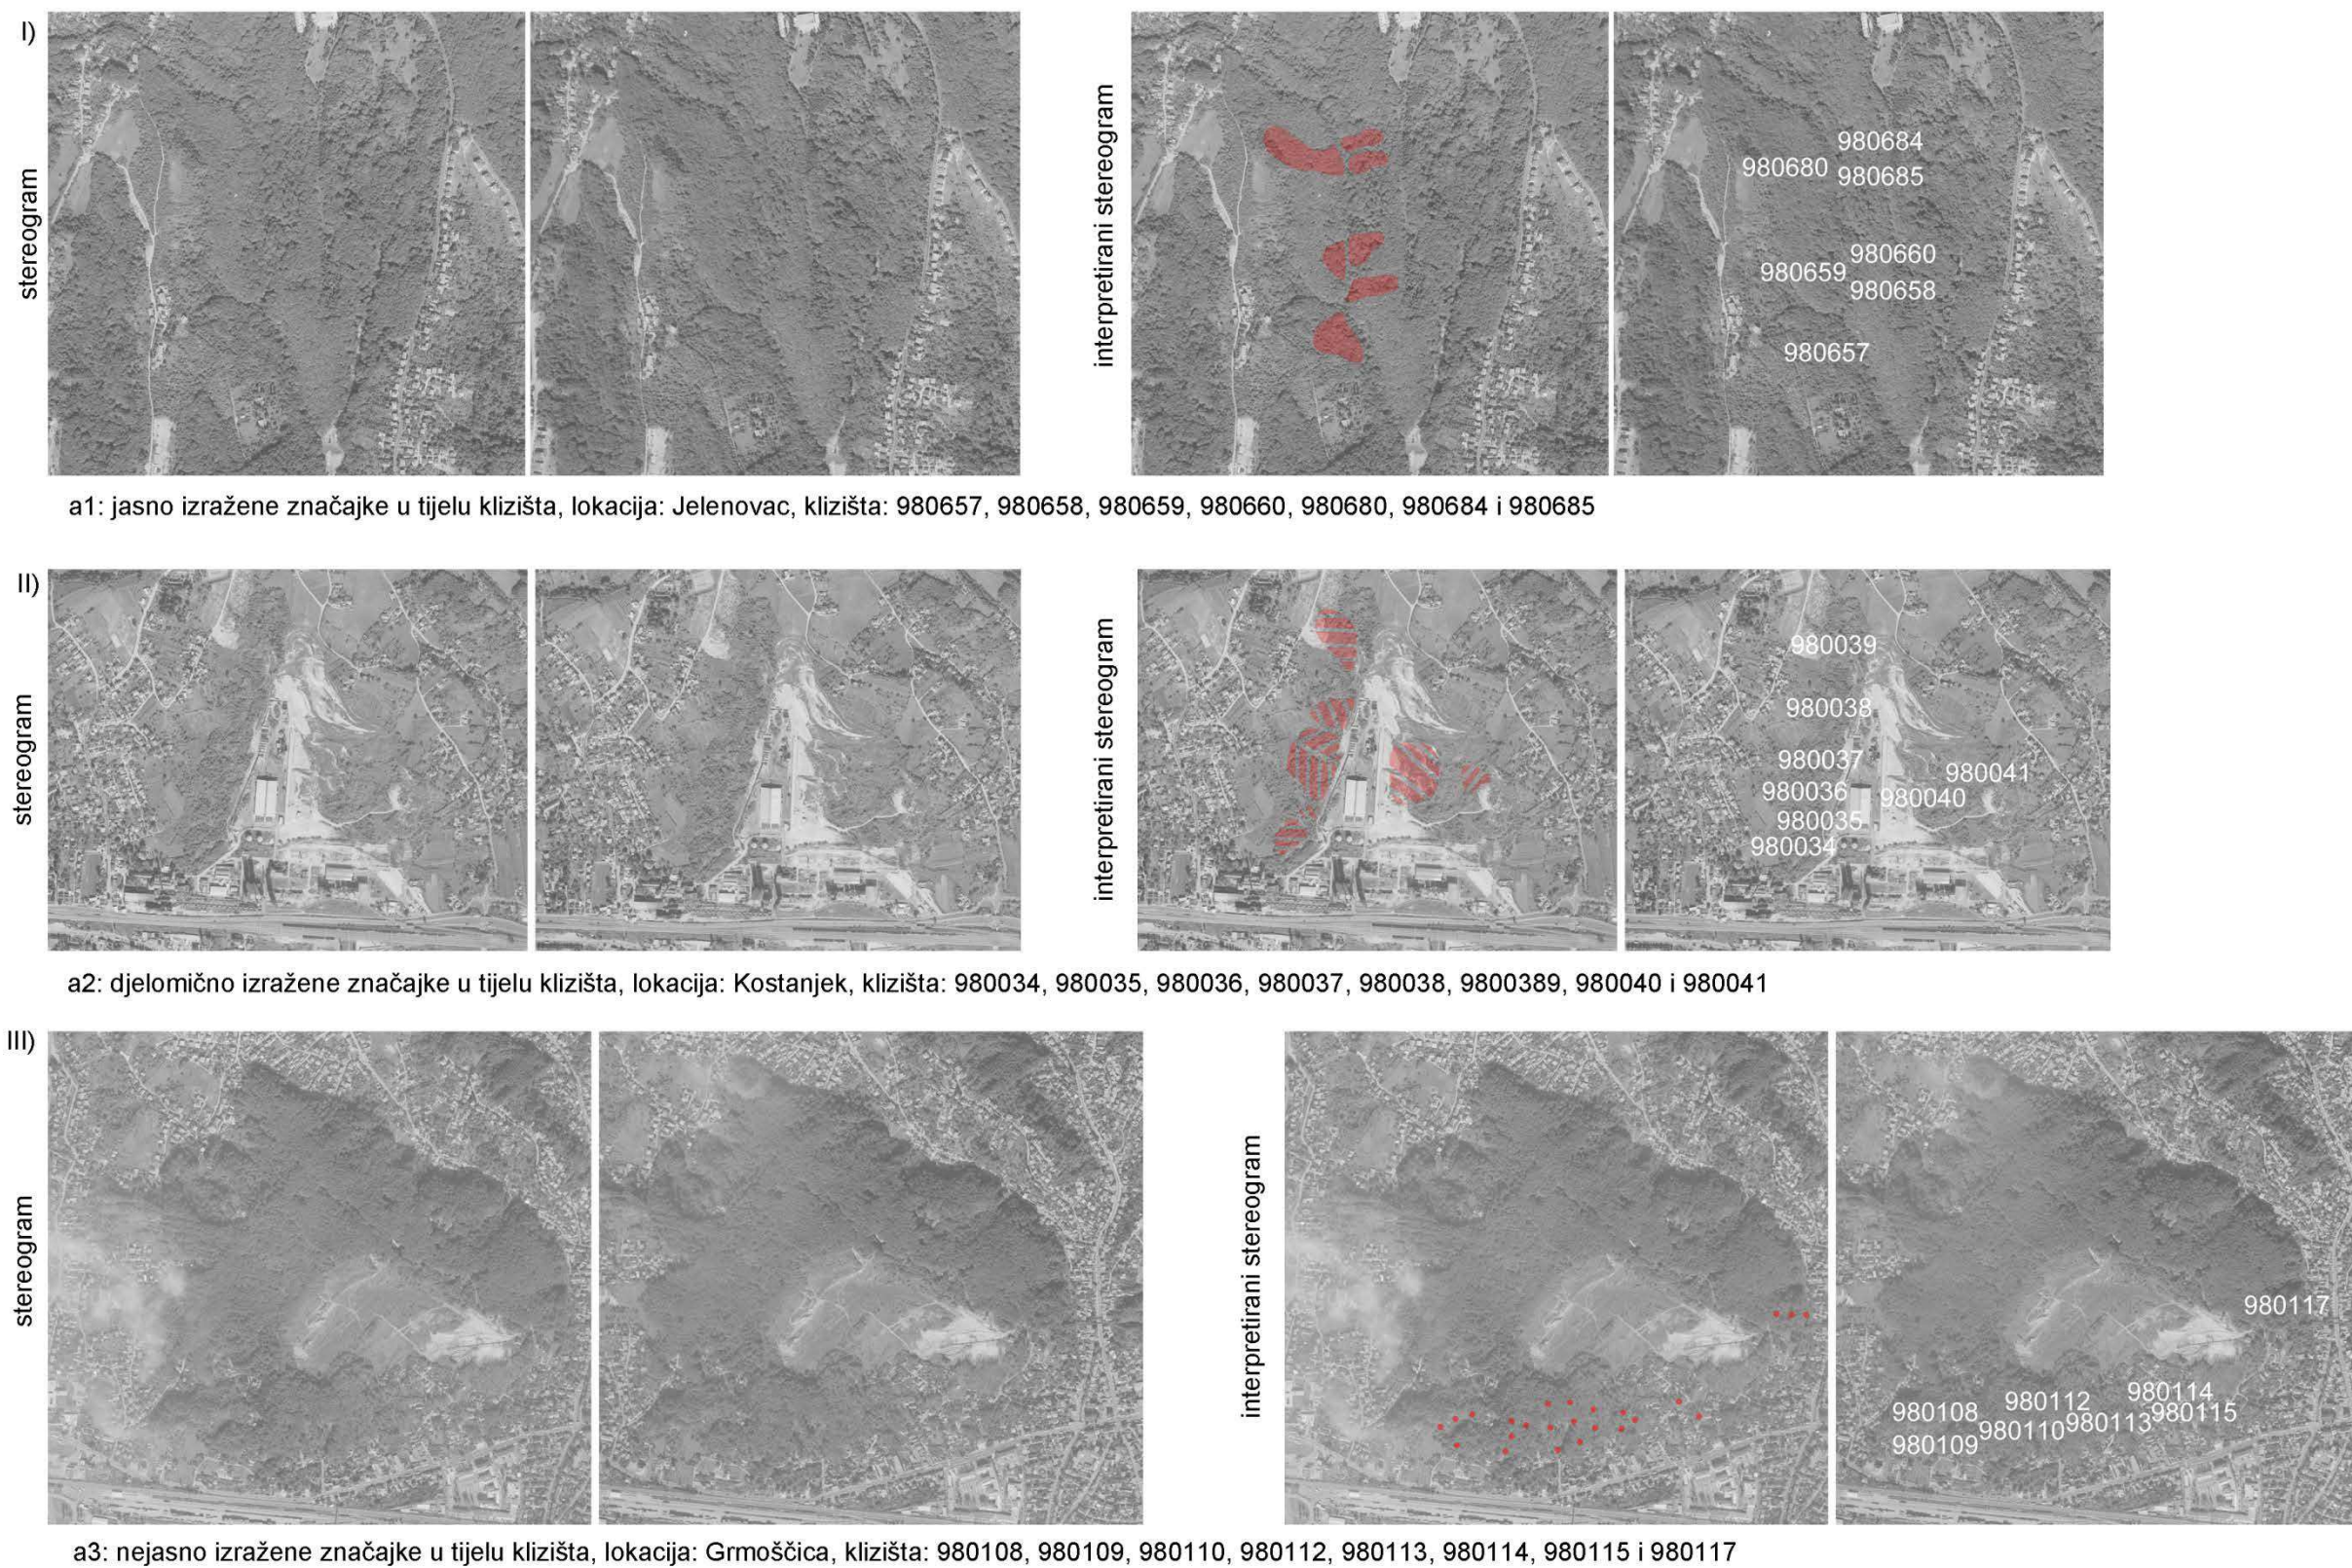 I)
stereogram
interpretirani stereogram
980684
980680
980685
980660
980659
980658
980657
a1: jasno izražene značajke u tijelu klizišta, lokacija: Jelenovac, klizišta: 980657, 980658, 980659, 980660, 980680, 980684 i 980685
II)
stereogram
interpretirani stereogram
980039
980038
980037
980041
980036
980040
980035
980034
a2: djelomično izražene značajke u tijelu klizišta, lokacija: Kostanjek, klizišta: 980034, 980035, 980036, 980037, 980038, 9800389, 980040 i 980041
III)
stereogram
interpretirani stereogram
980117
980114
980112
980108
980115
980113
980110
980109
a3: nejasno izražene značajke u tijelu klizišta, lokacija: Grmoščica, klizišta: 980108, 980109, 980110, 980112, 980113, 980114, 980115 i 980117